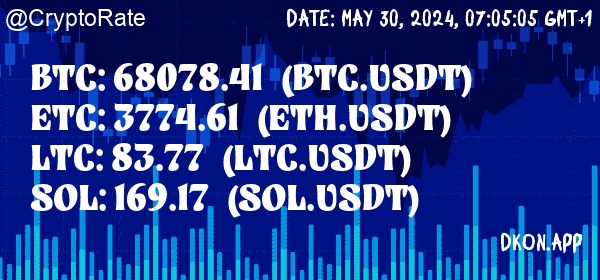 @CryptoRate
DATE: MAY 30, 2024, 07:05:05 GMT+1
BTC: 68078.41 (BTC.USDT)
ETC: 3774.61 (ETH.USDT)
LTC: 83.77 (LTC.USDT)
SOL: 169.17 (SOL.USDT)
DKON.APP